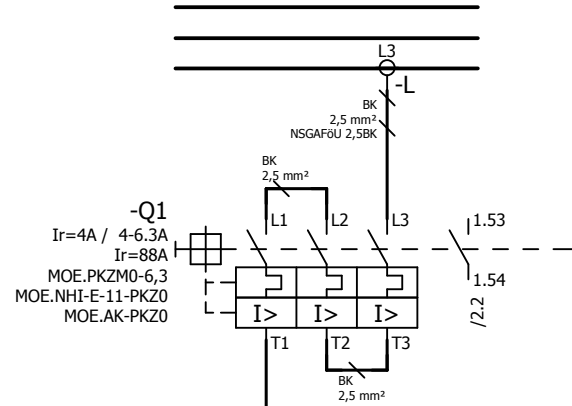 L3
-L
BK
2,5 mm²
NSGAFöU 2,5BK
BK
2,5 mm²
-Q1
Ir=4A / 4-6.3A
Ir=88A
MOE.PKZM0-6,3
MOE.NHI-E-11-PKZ0
MOE.AK-PKZ0
L1
L2
L3
1.53
1.54
/2.2
I>
I>
I>
T1
T2
T3
BK
2,5 mm²